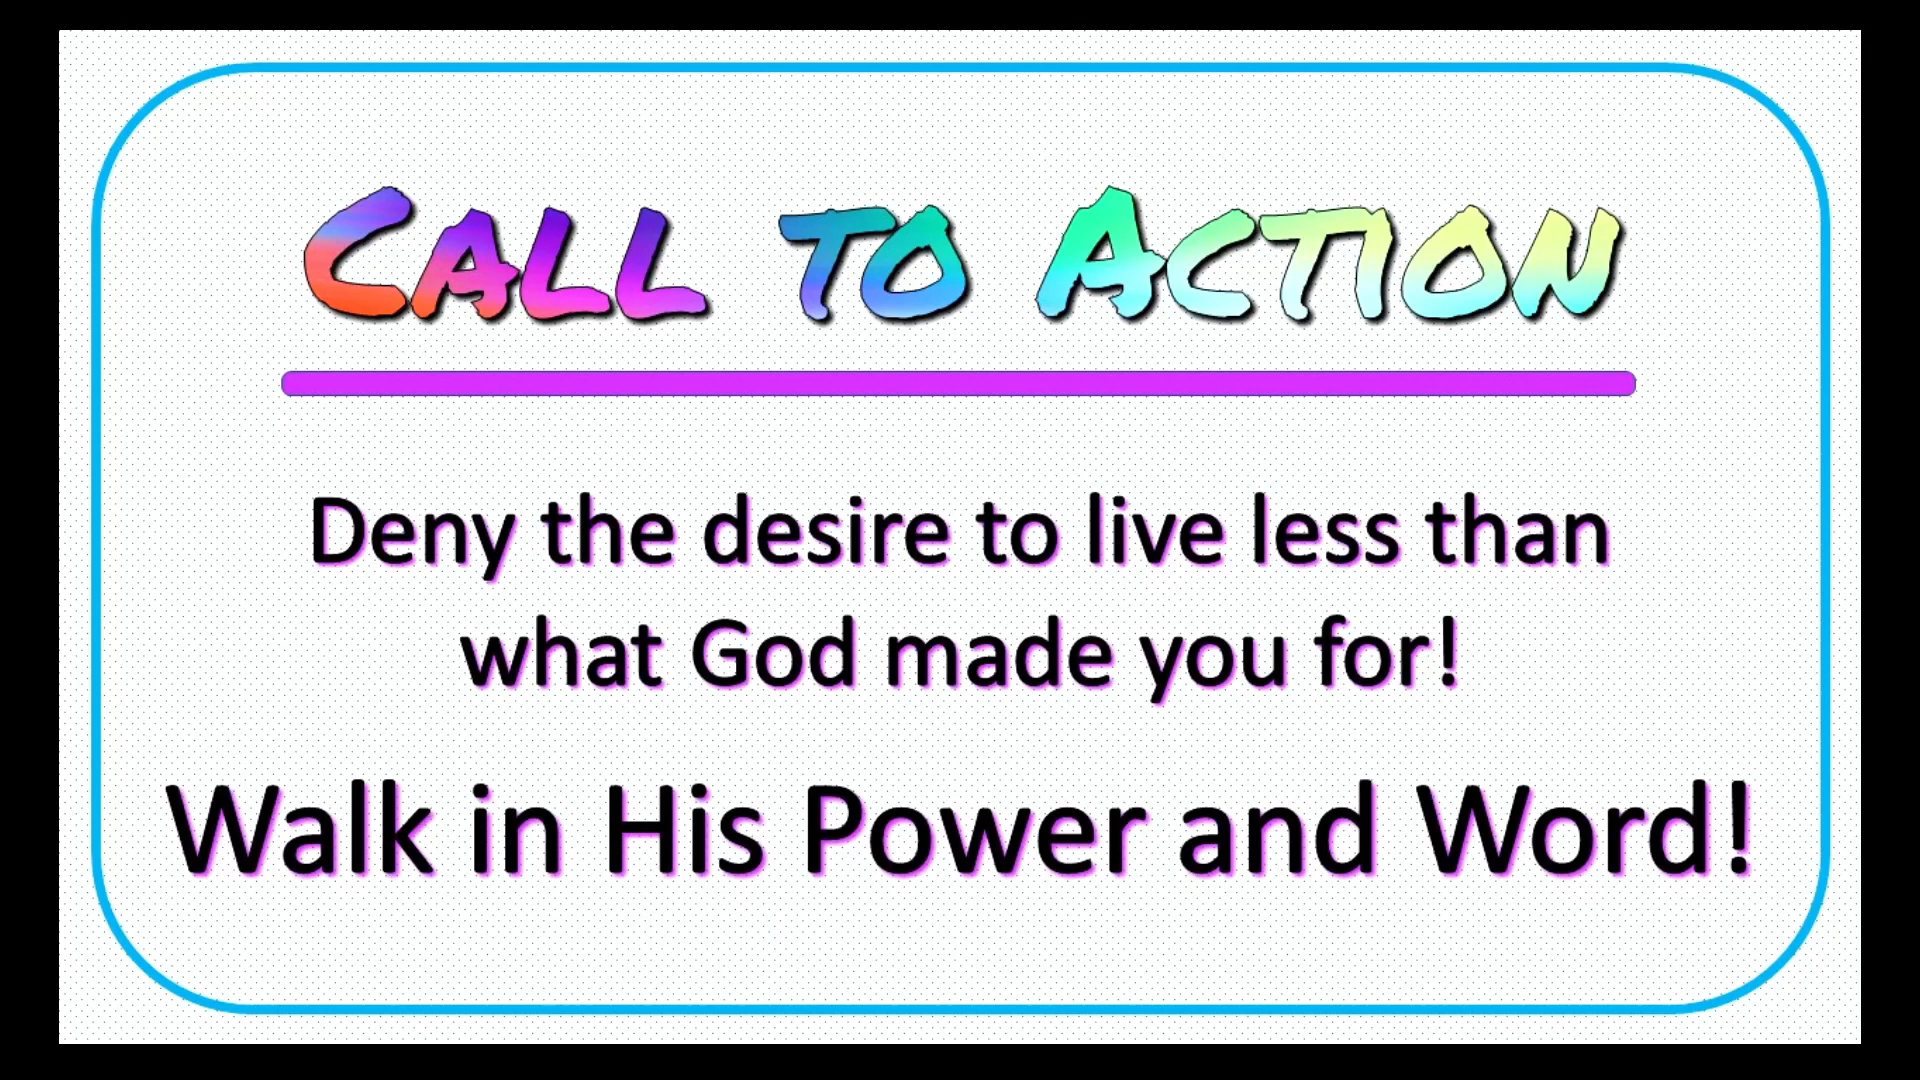 Call to Action
Deny the desire to live less than
what God made you for!
Walk in His Power and Word!